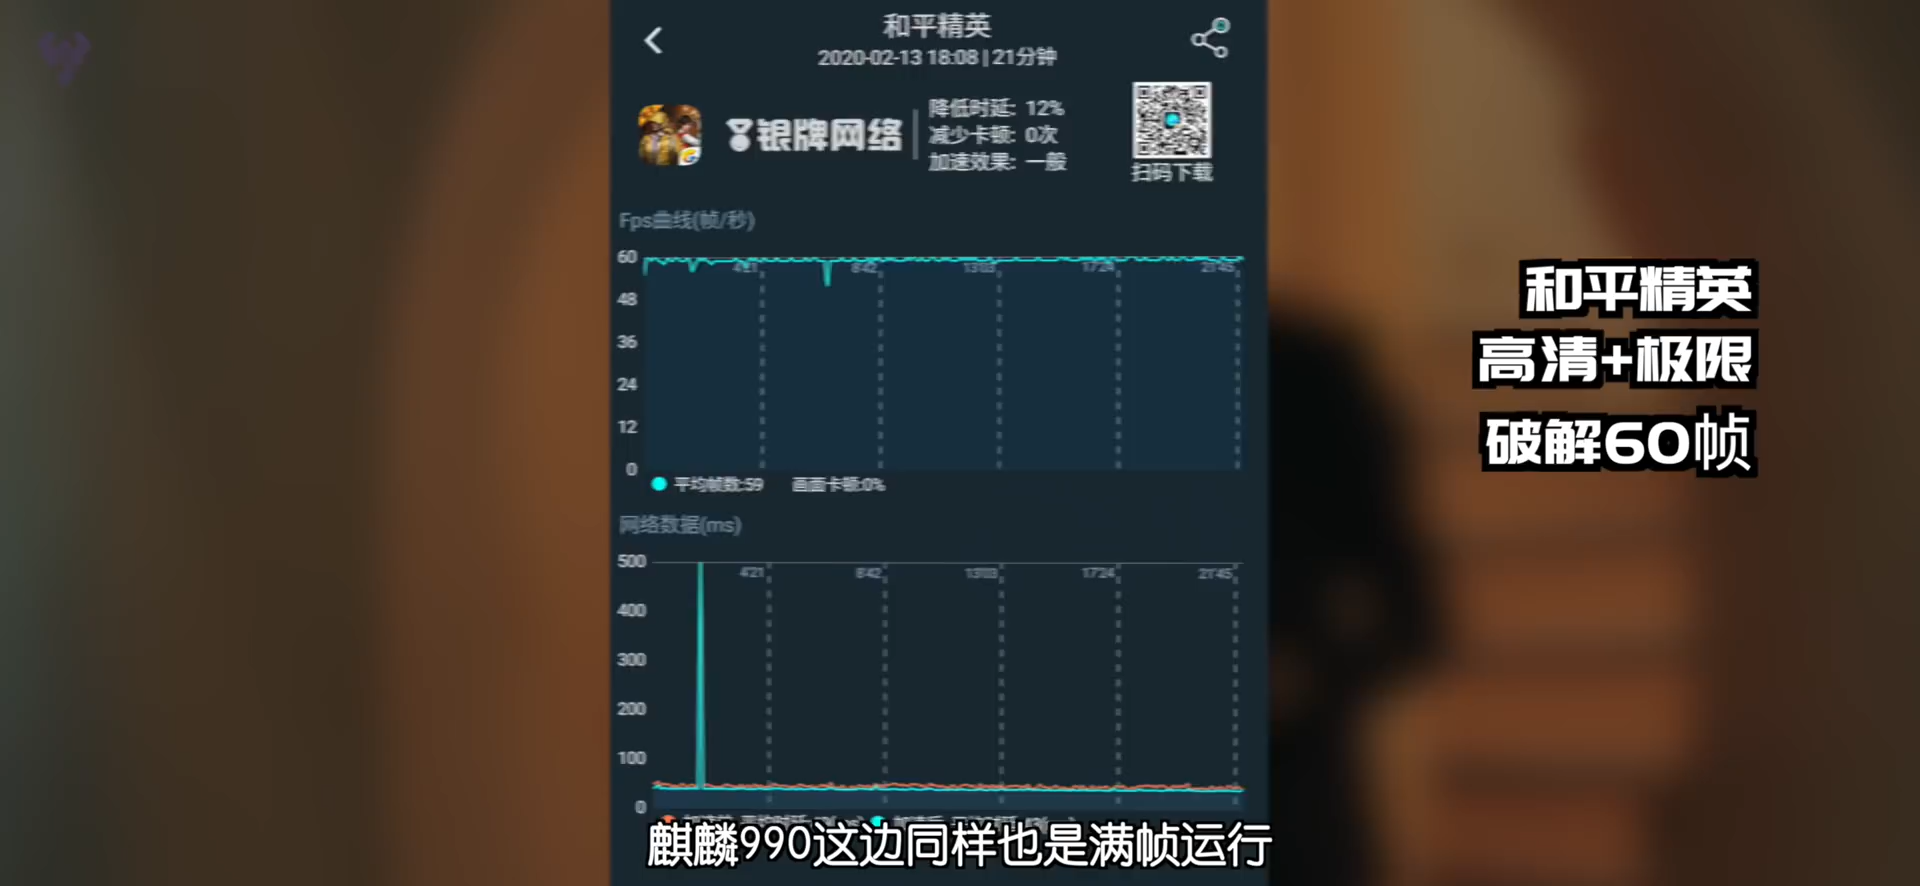 和平精英
2020-02-13 18:08 | 21分钟
银牌网络
降低时延: 12%
减少卡顿: 0次
加速效果: 一般
扫码下载
Fps曲线(帧/秒)
60
4'21
8'42
13'03
17'24
21'45
48
36
24
12
0
平均帧数:59 画面卡顿:0%
网络数据(ms)
500
4'21
8'42
13'03
17'24
21'45
400
300
200
100
0
和平精英
高清+极限
破解60帧
麒麟990这边同样也是满帧运行